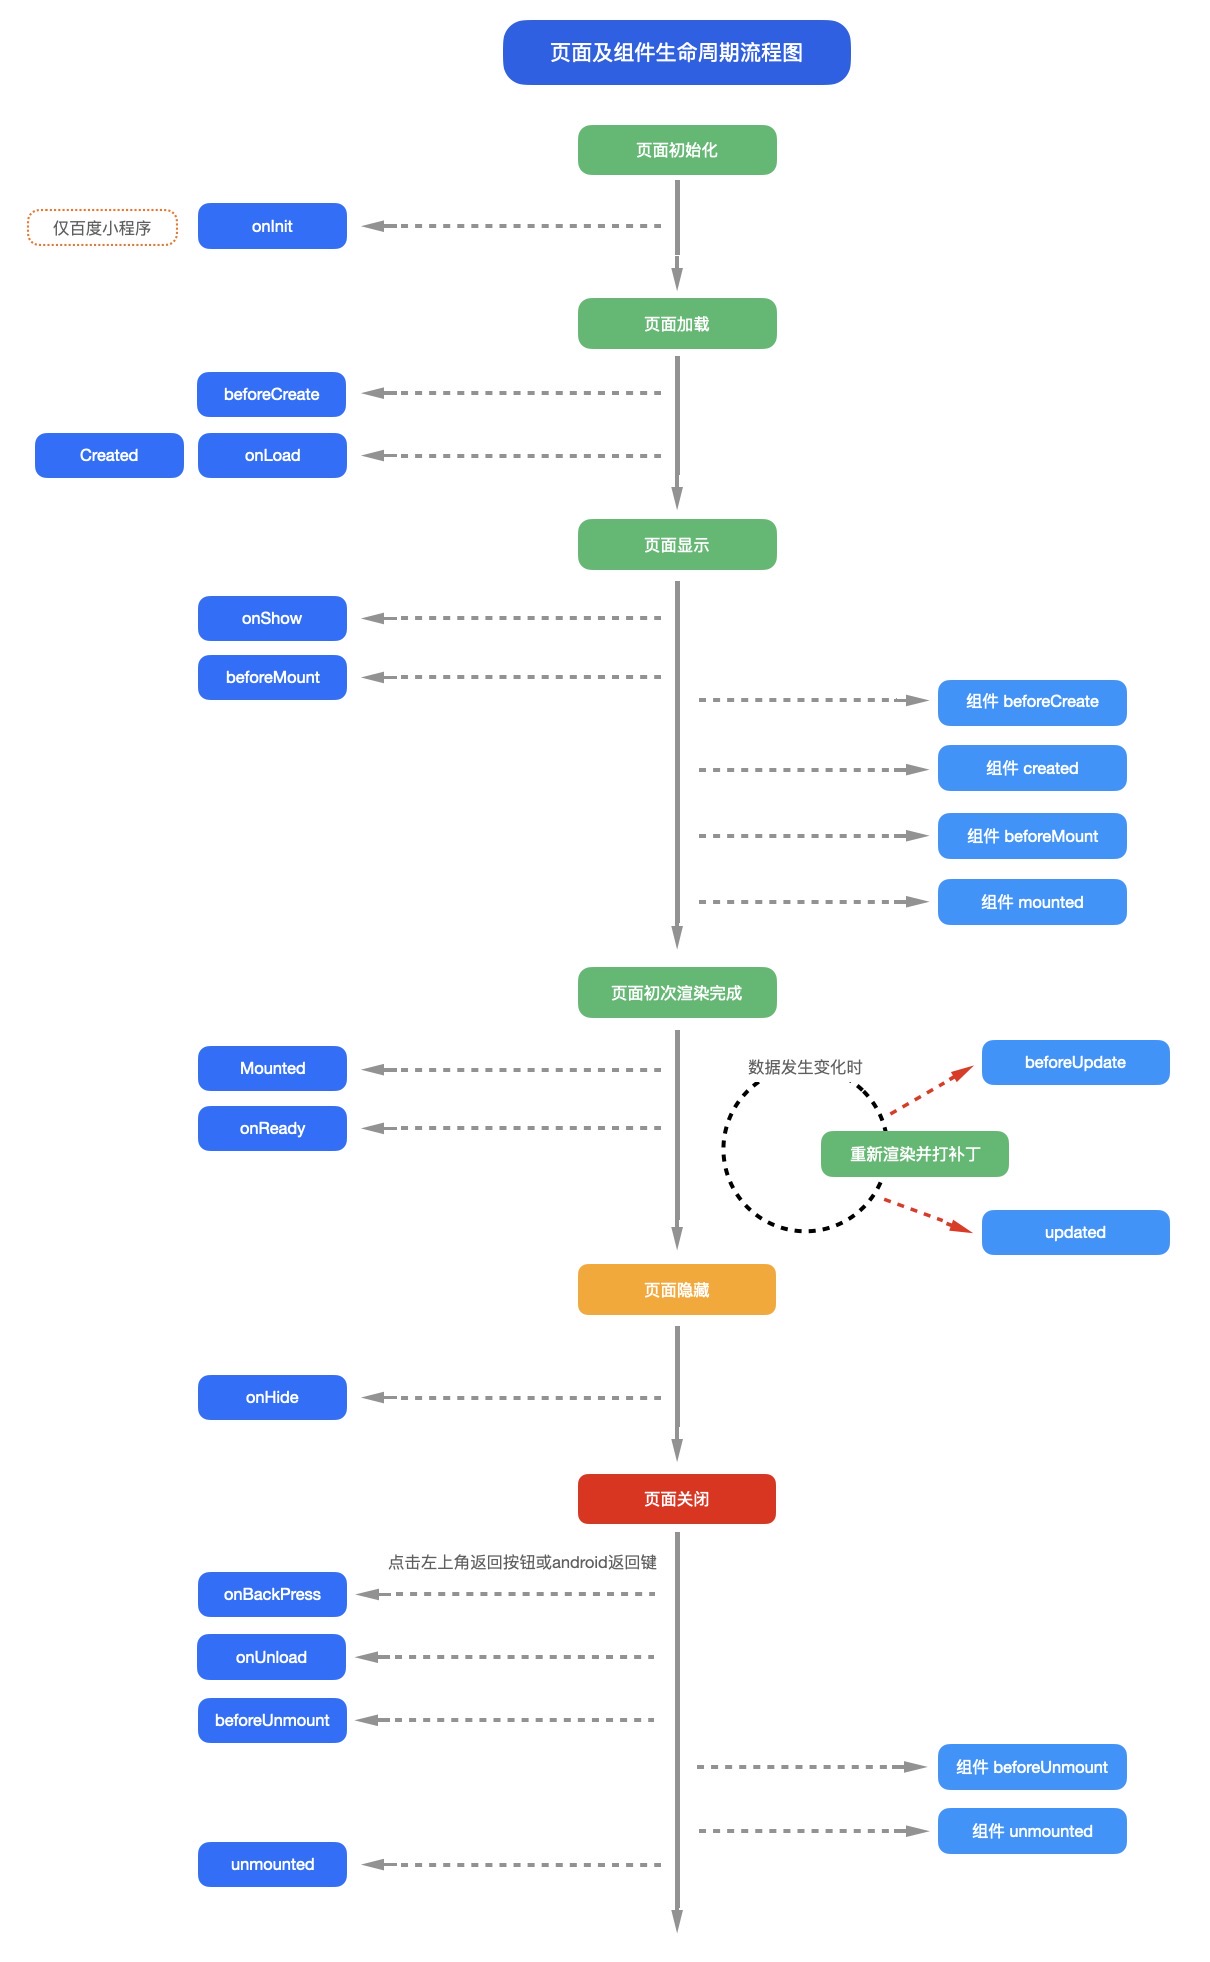 页面及组件生命周期流程图
页面初始化
仅百度小程序
onInit
页面加载
beforeCreate
Created
onLoad
页面显示
onShow
beforeMount
组件 beforeCreate
组件 created
组件 beforeMount
组件 mounted
页面初次渲染完成
Mounted
onReady
数据发生变化时
beforeUpdate
重新渲染并打补丁
updated
页面隐藏
onHide
页面关闭
点击左上角返回按钮或android返回键
onBackPress
onUnload
beforeUnmount
组件 beforeUnmount
组件 unmounted
unmounted